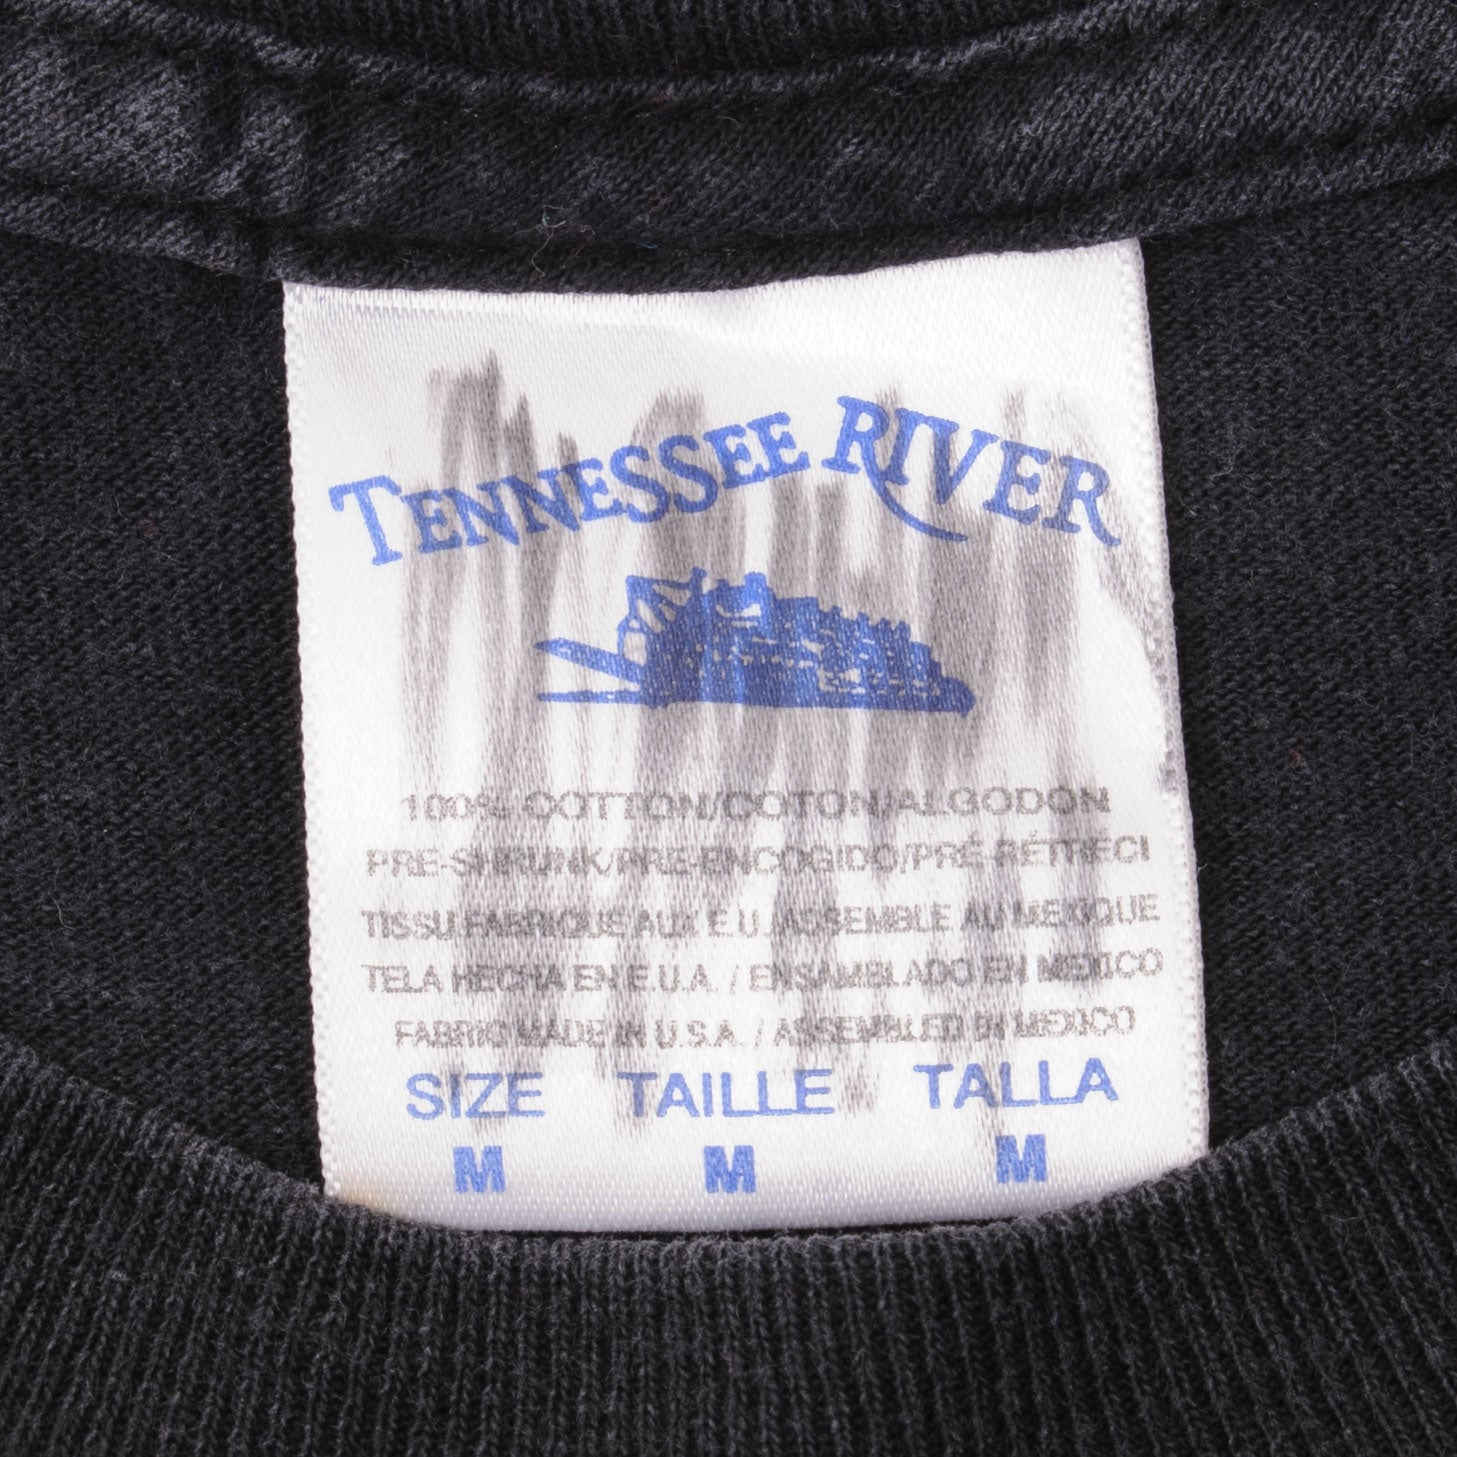 TENNESSEE RIVER
100% COTTON/COTON/ALGODON
PRE-SHRUNK/PRE-ENCOGIDO/PRÉ-RÉTRÉCI
TISSU FABRIQUE AUX E.U. ASSEMBLE AU MEXIQUE
TELA HECHA EN E.U.A. / ENSAMBLADO EN MEXICO
FABRIC MADE IN U.S.A. / ASSEMBLED IN MEXICO
SIZE TAILLE TALLA
M M M